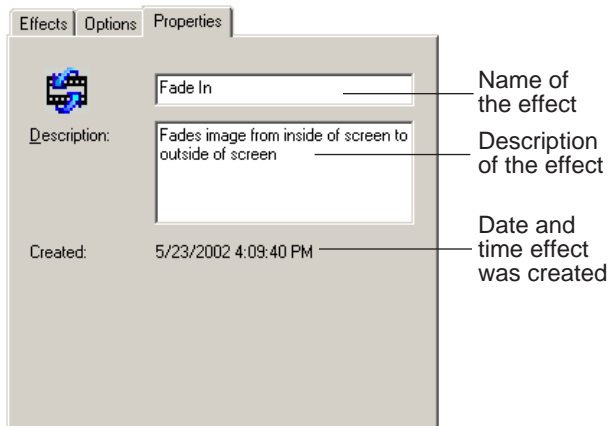 Effects Options Properties
Fade In
Name of
the effect
Description:
Fades image from inside of screen to
outside of screen
Description
of the effect
Created:
5/23/2002 4:09:40 PM
Date and
time effect
was created